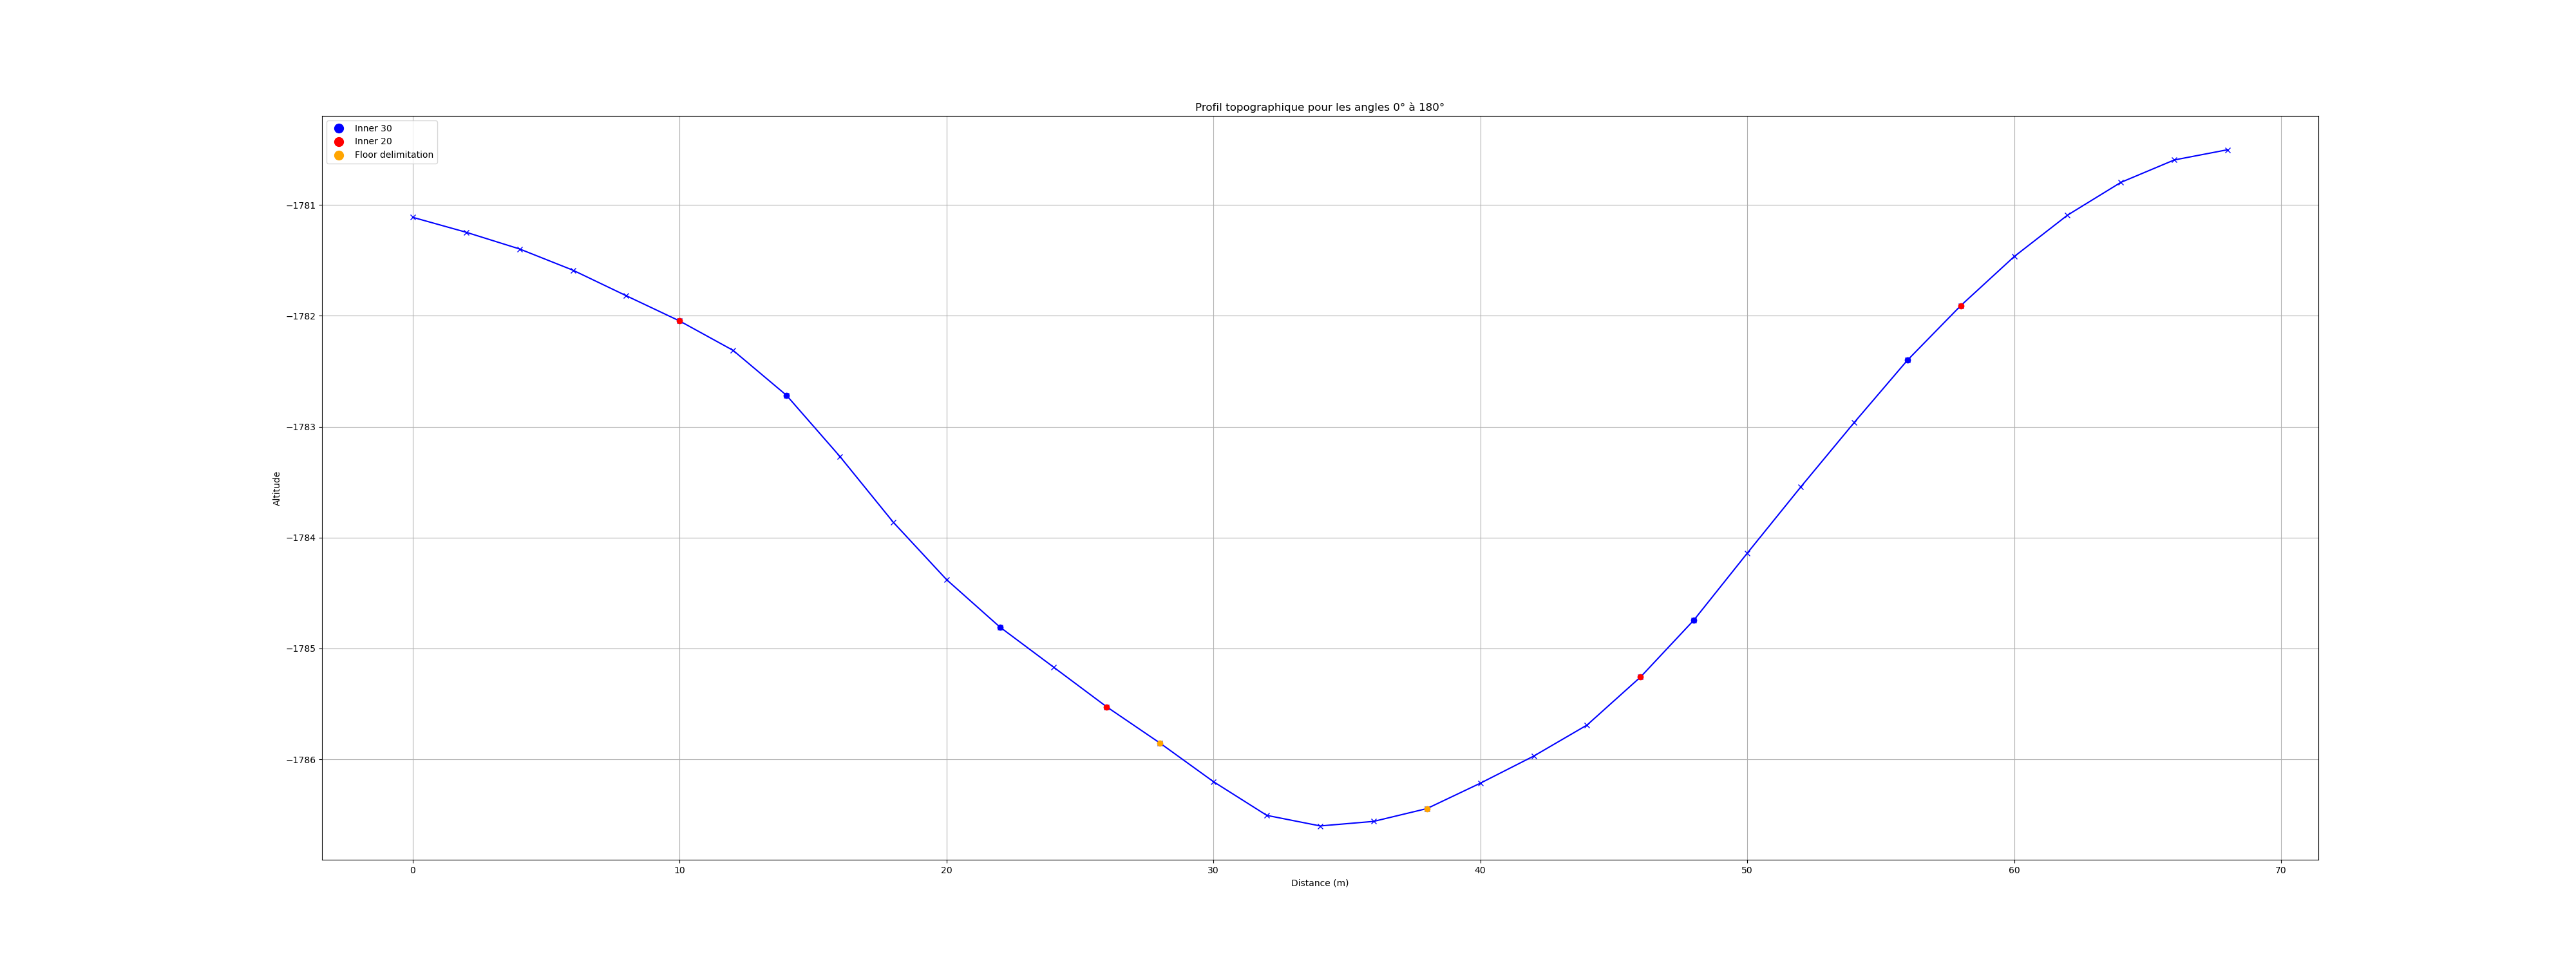 Profil topographique pour les angles 0° à 180°
Inner 30
Inner 20
Floor delimitation
−1781
−1782
−1783
−1784
−1785
−1786
Altitude
0 10 20 30 40 50 60 70
Distance (m)